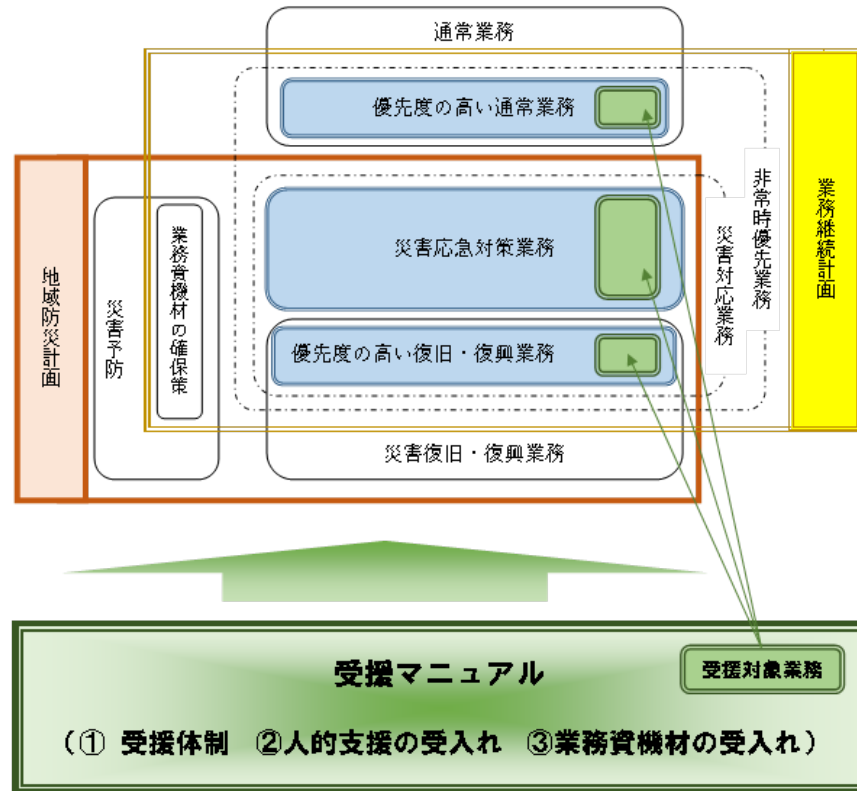 通常業務
優先度の高い通常業務
非常時優先業務
業務継続計画
災害対応業務
災害応急対策業務
地域防災計画
災害予防
業務資機材の確保策
優先度の高い復旧・復興業務
災害復旧・復興業務
受援マニュアル
受援対象業務
（① 受援体制 ②人的支援の受入れ ③業務資機材の受入れ）